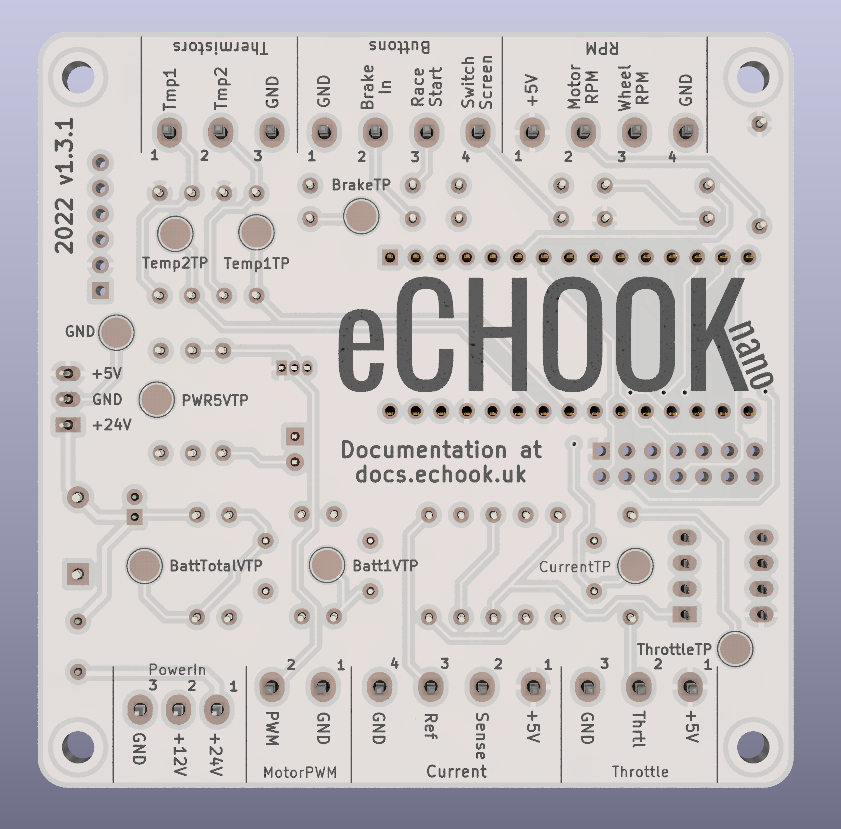 Thermistors
Buttons
RPM
Tmp1
Tmp2
GND
GND
Brake
In
Race
Start
Switch
Screen
+5V
Motor
RPM
Wheel
RPM
GND
1
2
3
1
2
3
4
1
2
3
4
2022 v1.3.1
BrakeTP
Temp2TP
Temp1TP
GND
eCHOOK
nano
+5V
GND
+24V
PWR5VTP
Documentation at
docs.echook.uk
BattTotalVTP
Batt1VTP
CurrentTP
ThrottleTP
PowerIn
3
2
1
2
1
4
3
2
1
3
2
1
GND
+12V
+24V
PWM
GND
GND
Ref
Sense
+5V
GND
Thrtl
+5V
MotorPWM
Current
Throttle